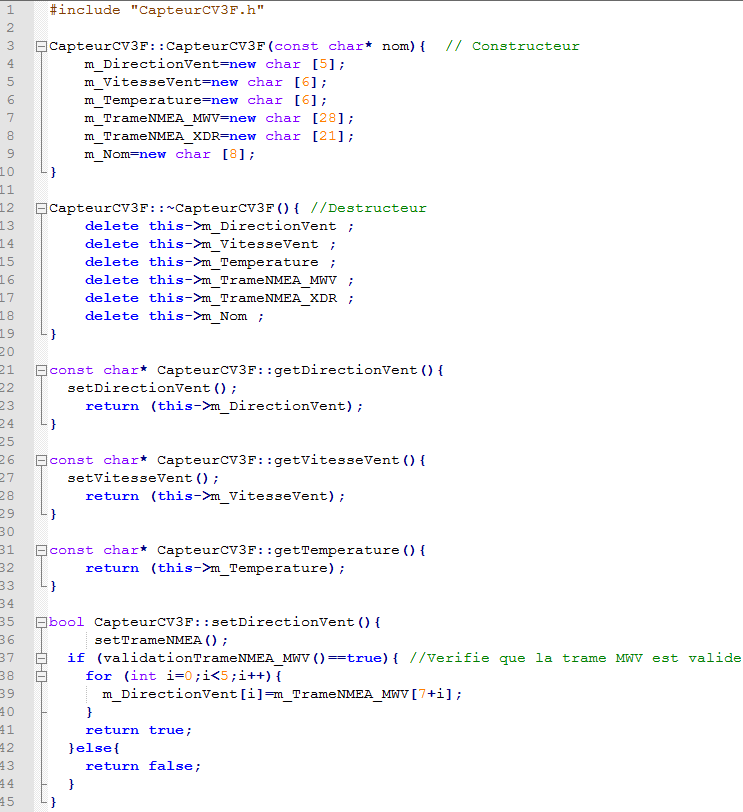 1 #include "CapteurCV3F.h"
2
3 CapteurCV3F::CapteurCV3F(const char* nom){  // Constructeur
4     m_DirectionVent=new char [5];
5     m_VitesseVent=new char [6];
6     m_Temperature=new char [6];
7     m_TrameNMEA_MWV=new char [28];
8     m_TrameNMEA_XDR=new char [21];
9     m_Nom=new char [8];
10 }
11
12 CapteurCV3F::~CapteurCV3F(){ //Destructeur
13     delete this->m_DirectionVent ;
14     delete this->m_VitesseVent ;
15     delete this->m_Temperature ;
16     delete this->m_TrameNMEA_MWV ;
17     delete this->m_TrameNMEA_XDR ;
18     delete this->m_Nom ;
19 }
20
21 const char* CapteurCV3F::getDirectionVent(){
22   setDirectionVent();
23     return (this->m_DirectionVent);
24 }
25
26 const char* CapteurCV3F::getVitesseVent(){
27   setVitesseVent();
28     return (this->m_VitesseVent);
29 }
30
31 const char* CapteurCV3F::getTemperature(){
32     return (this->m_Temperature);
33 }
34
35 bool CapteurCV3F::setDirectionVent(){
36      setTrameNMEA();
37   if (validationTrameNMEA_MWV()==true){ //Verifie que la trame MWV est valide
38     for (int i=0;i<5;i++){
39       m_DirectionVent[i]=m_TrameNMEA_MWV[7+i];
40     }
41     return true;
42   }else{
43     return false;
44   }
45 }